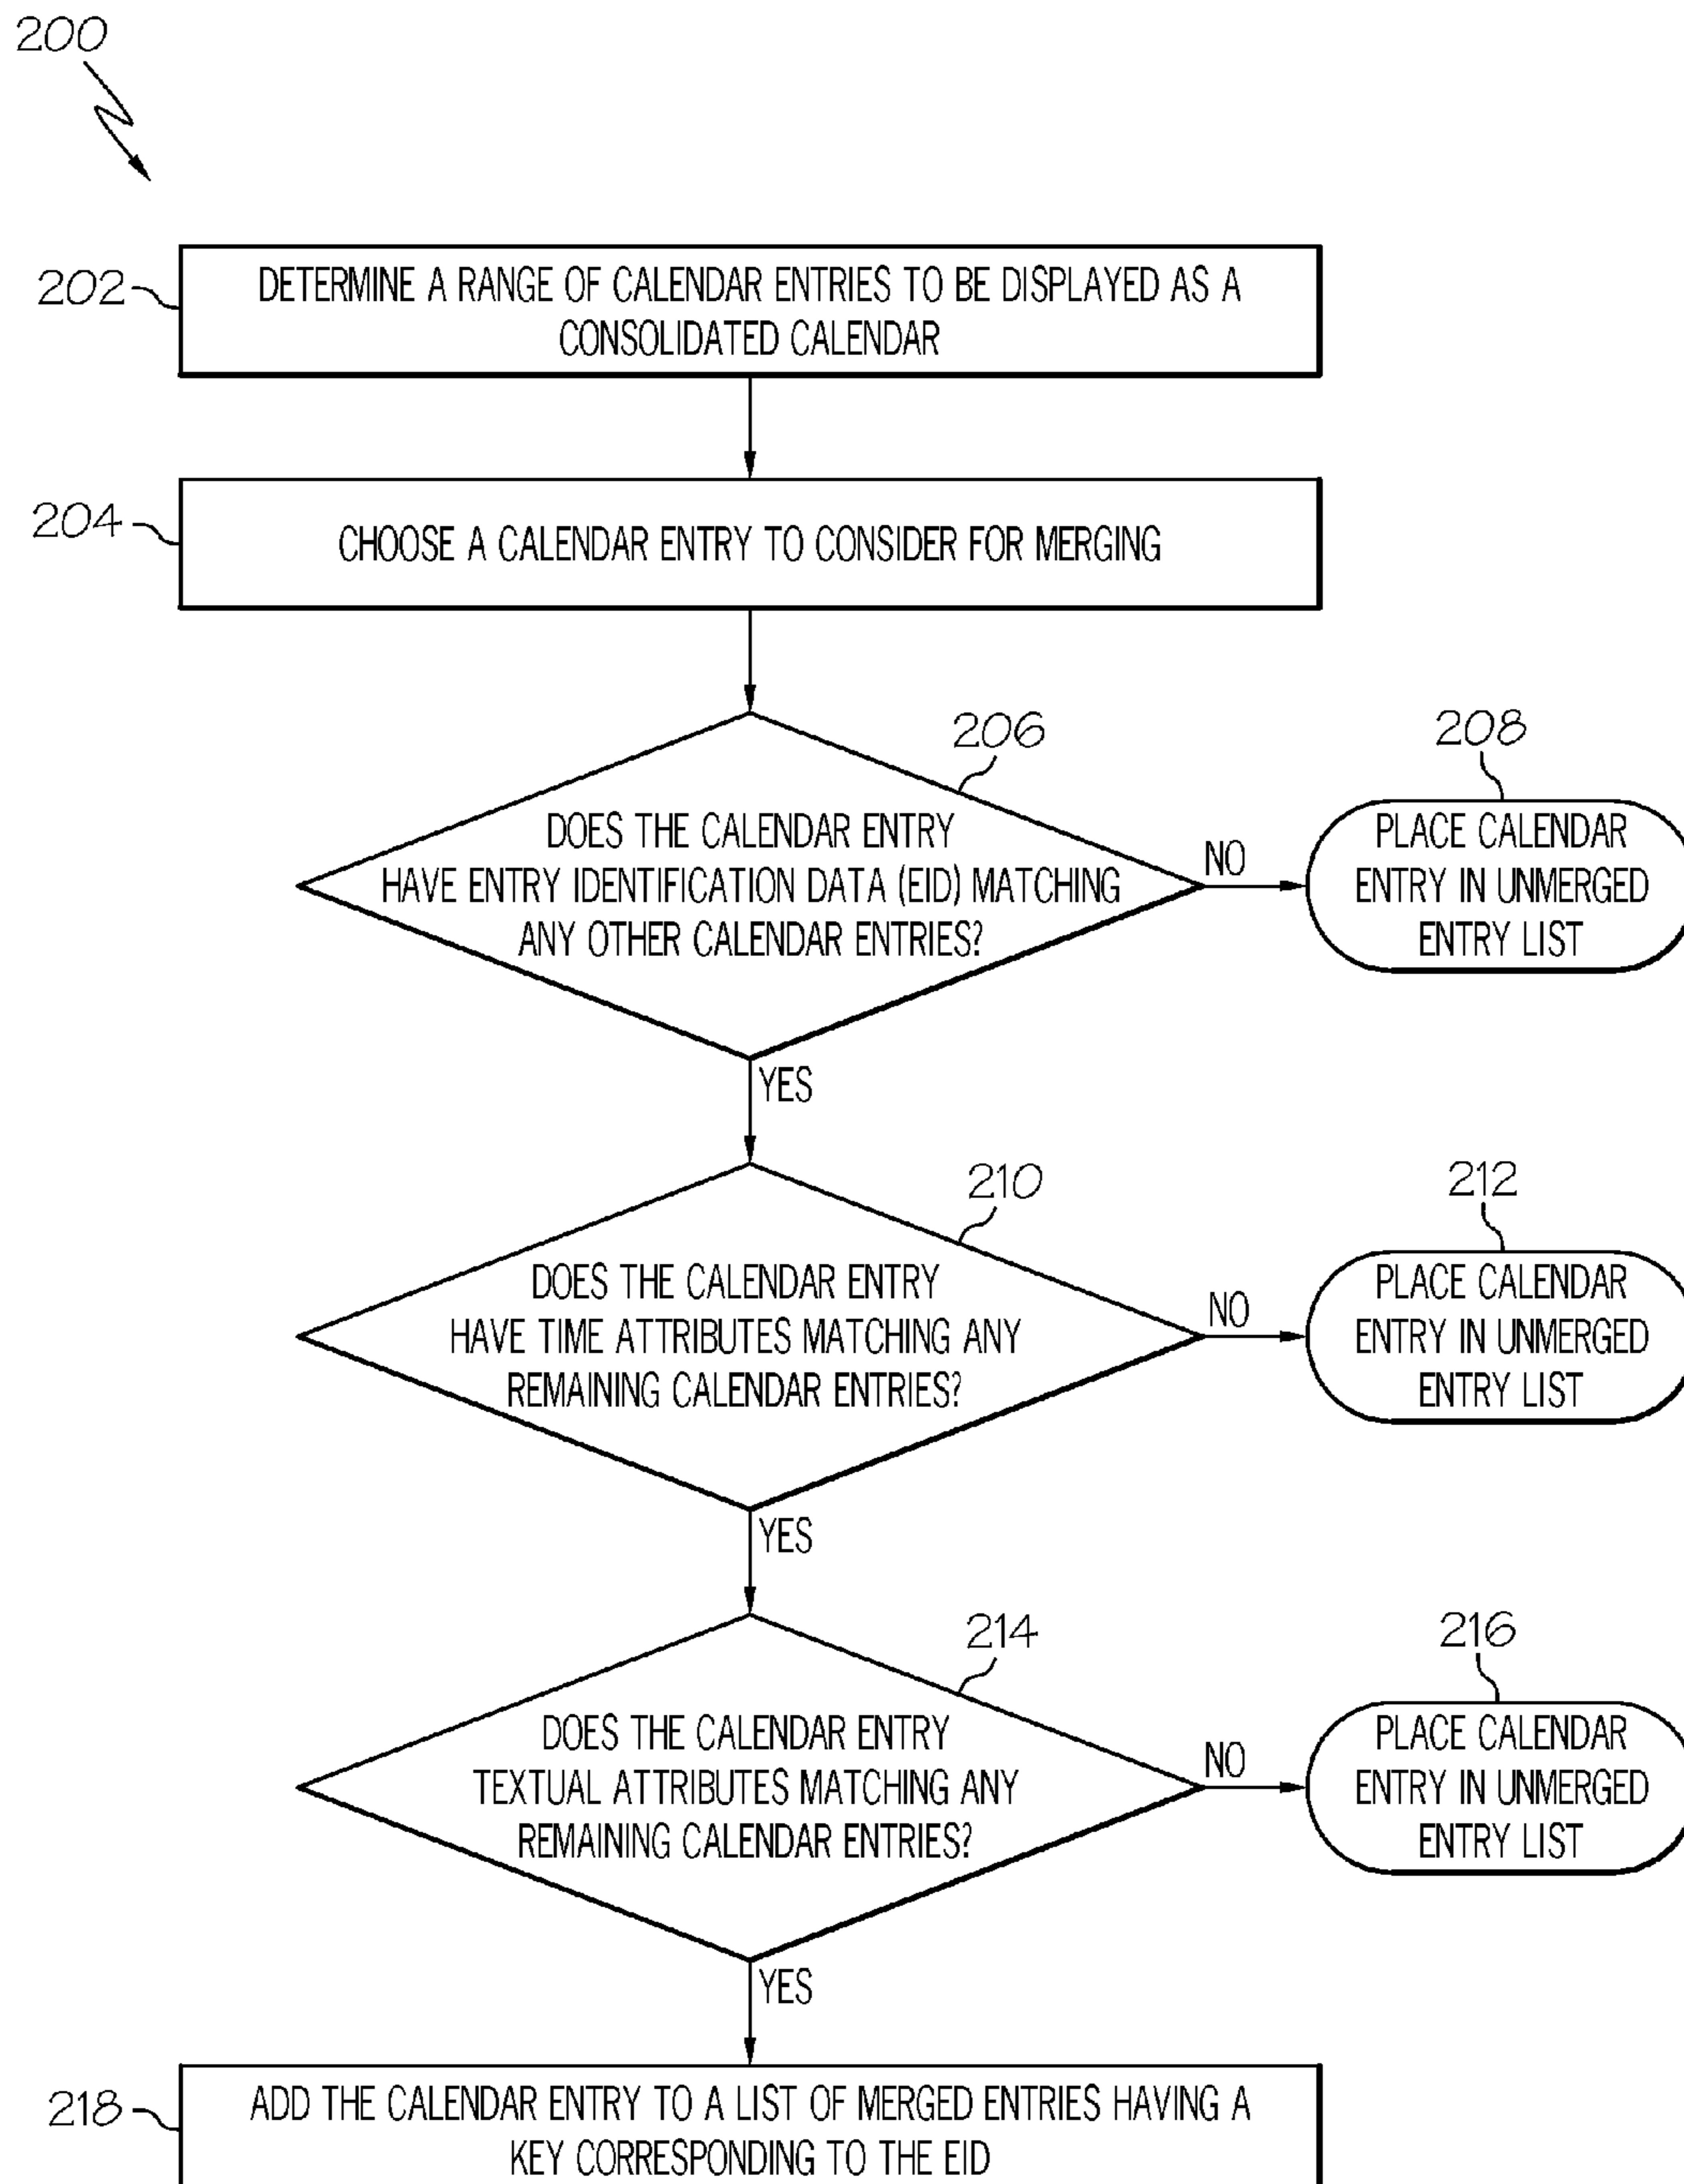 200
202
DETERMINE A RANGE OF CALENDAR ENTRIES TO BE DISPLAYED AS A
CONSOLIDATED CALENDAR
204
CHOOSE A CALENDAR ENTRY TO CONSIDER FOR MERGING
206
DOES THE CALENDAR ENTRY
HAVE ENTRY IDENTIFICATION DATA (EID) MATCHING
ANY OTHER CALENDAR ENTRIES?
NO
208
PLACE CALENDAR
ENTRY IN UNMERGED
ENTRY LIST
YES
210
DOES THE CALENDAR ENTRY
HAVE TIME ATTRIBUTES MATCHING ANY
REMAINING CALENDAR ENTRIES?
NO
212
PLACE CALENDAR
ENTRY IN UNMERGED
ENTRY LIST
YES
214
DOES THE CALENDAR ENTRY
TEXTUAL ATTRIBUTES MATCHING ANY
REMAINING CALENDAR ENTRIES?
NO
216
PLACE CALENDAR
ENTRY IN UNMERGED
ENTRY LIST
YES
218
ADD THE CALENDAR ENTRY TO A LIST OF MERGED ENTRIES HAVING A
KEY CORRESPONDING TO THE EID